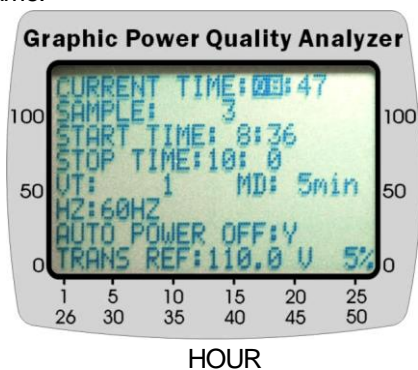 Graphic Power Quality Analyzer
CURRENT TIME:08:47
SAMPLE: 3
100 100
START TIME: 8:36
STOP TIME:10: 0
VT: 1 MD: 5min
50 50
HZ:60HZ
AUTO POWER OFF:Y
TRANS REF:110.0 V 5%
0 0
1 5 10 15 20 25
26 30 35 40 45 50
HOUR